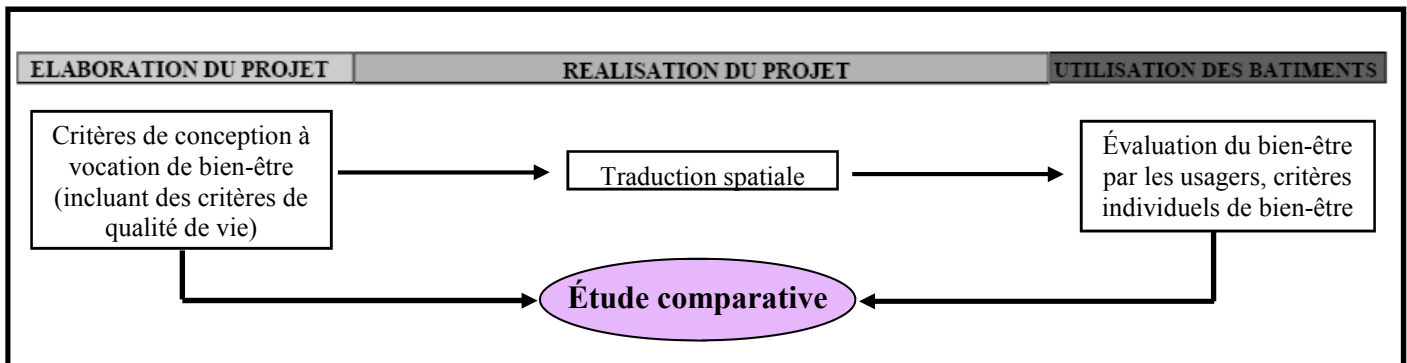 ELABORATION DU PROJET
REALISATION DU PROJET
UTILISATION DES BATIMENTS
Critères de conception à
vocation de bien-être
(incluant des critères de
qualité de vie)
Traduction spatiale
Évaluation du bien-être
par les usagers, critères
individuels de bien-être
Étude comparative